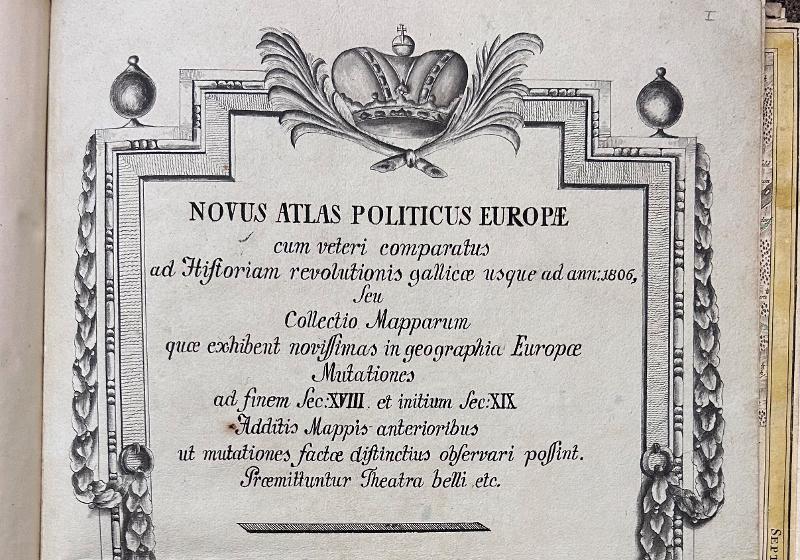 I
NOVUS ATLAS POLITICUS EUROPÆ
cum veteri comparatus
ad Hiſtoriam revolutionis gallicæ usque ad ann: 1806,
ſeu
Collectio Mapparum
quæ exhibent noviſſimas in geographia Europæ
Mutationes
ad finem ſec: XVIII. et initium ſec: XIX
Additis Mappis anterioribus
ut mutationes factæ diſtinctius obſervari poſſint.
Præmittuntur Theatra belli etc.
SEPT